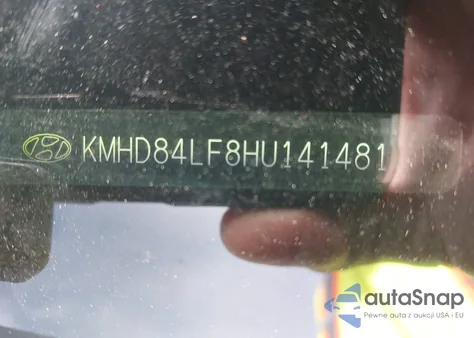 KMHD84LF8HU141481
autoSnap
Pewne auta z aukcji USA i EU